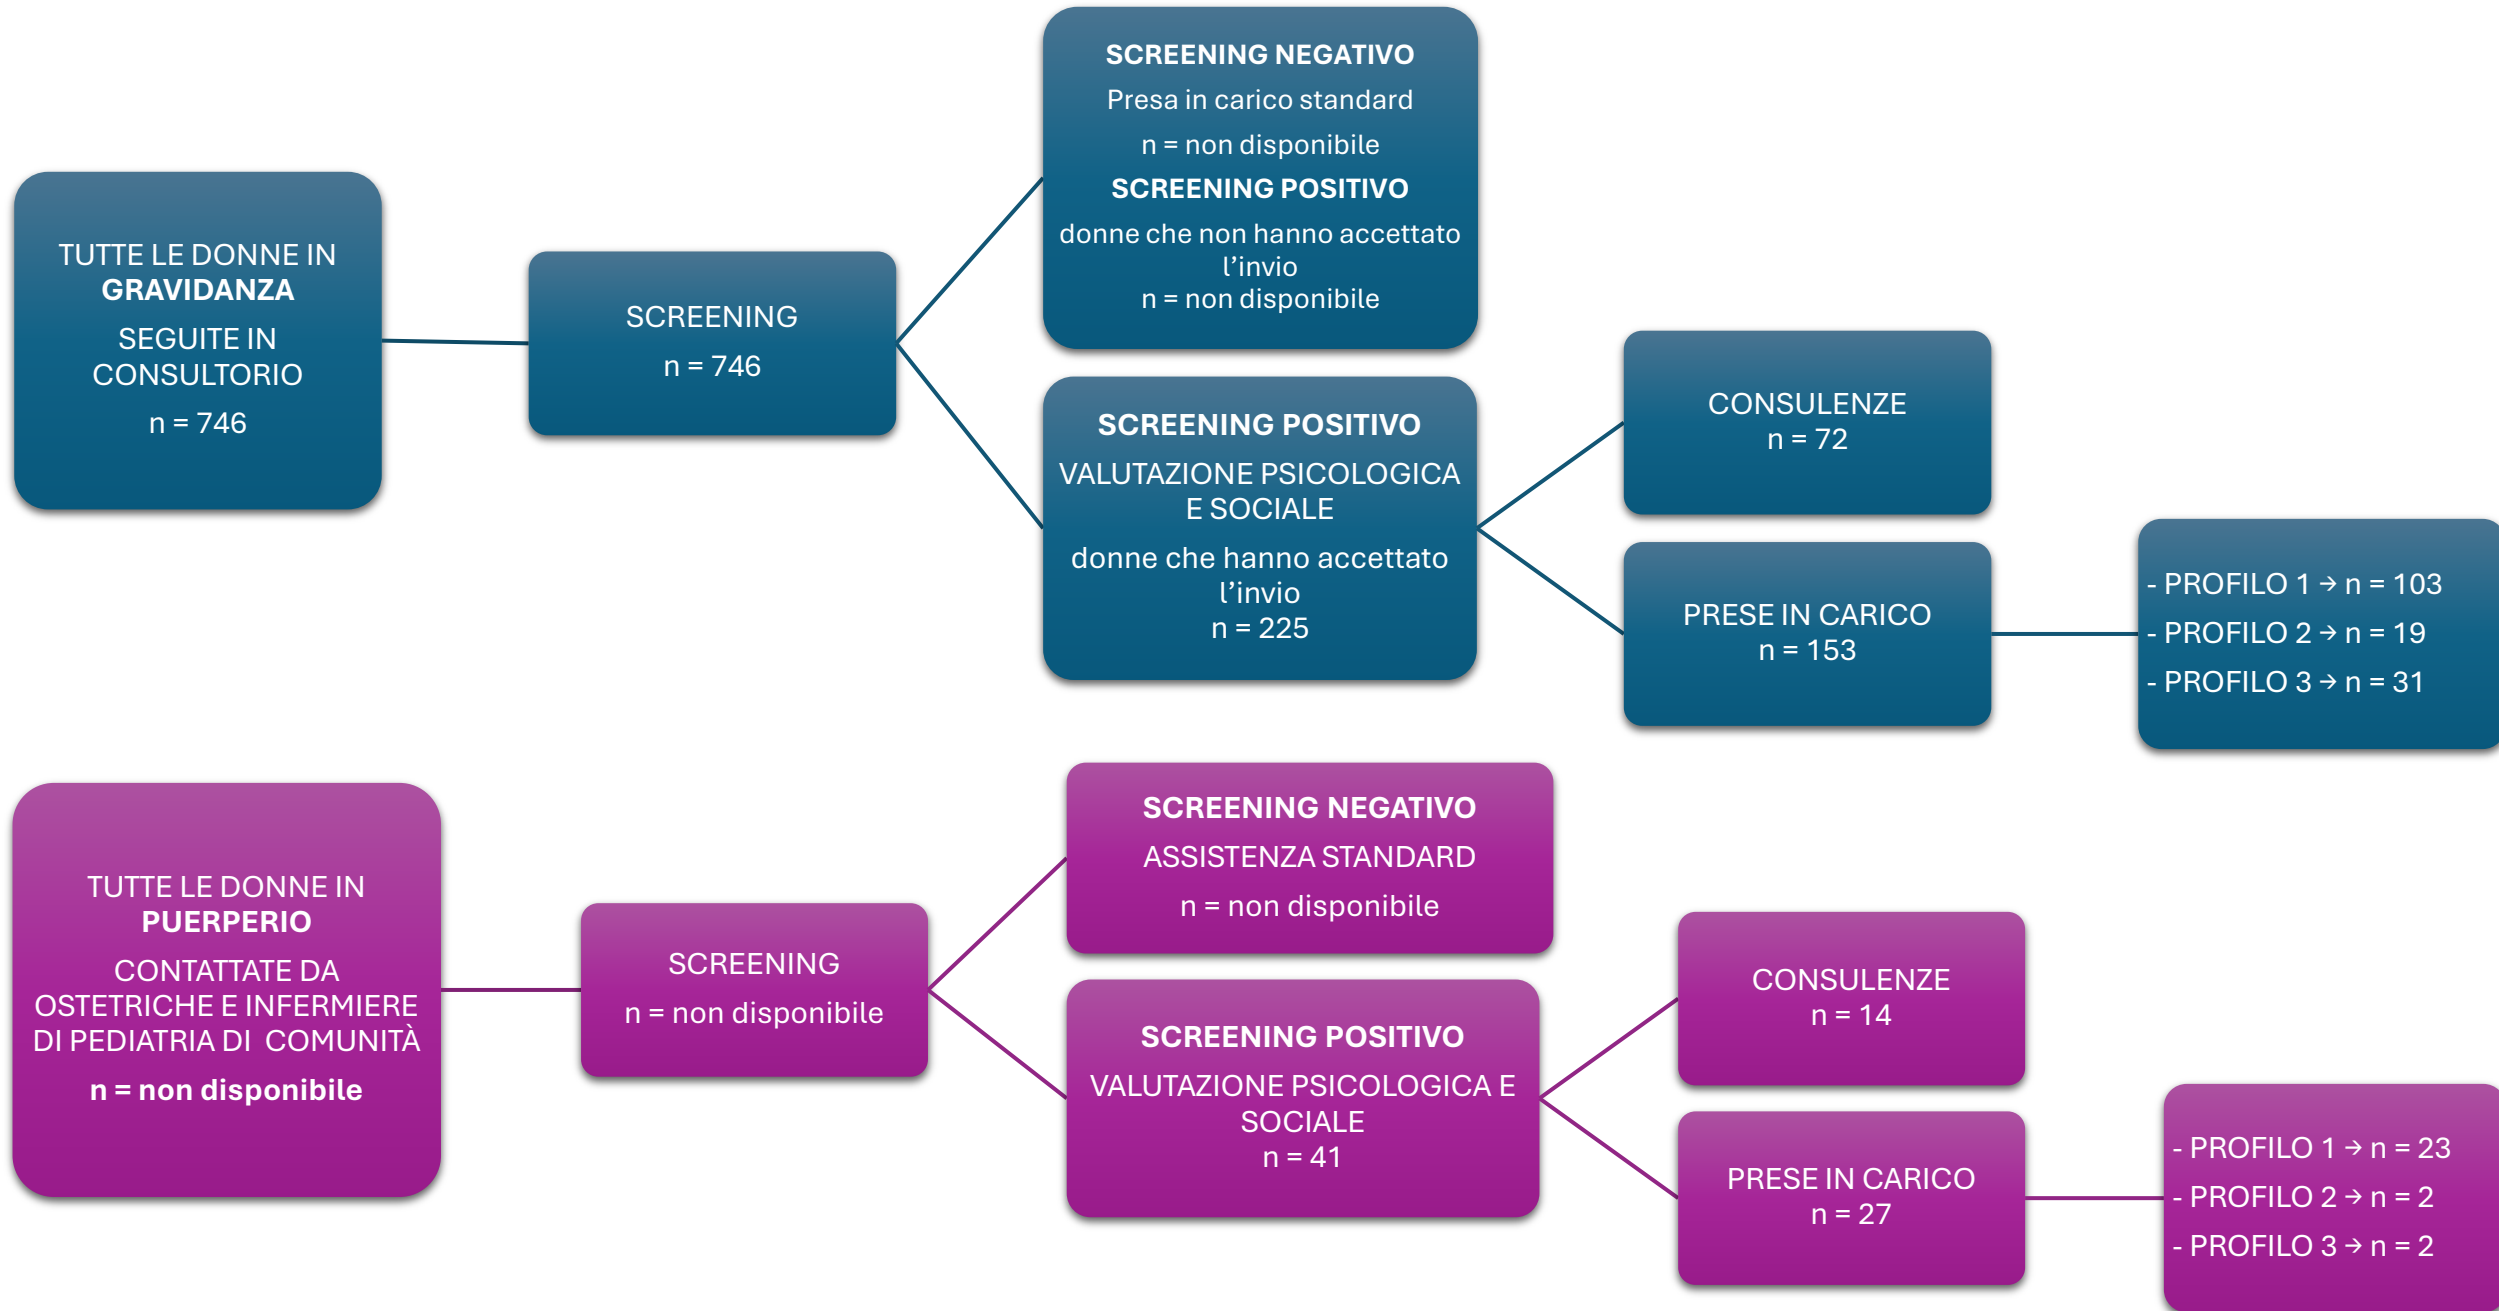 TUTTE LE DONNE IN
GRAVIDANZA
SEGUITE IN
CONSULTORIO
n = 746
SCREENING
n = 746
SCREENING NEGATIVO
Presa in carico standard
n = non disponibile
SCREENING POSITIVO
donne che non hanno accettato
l’invio
n = non disponibile
SCREENING POSITIVO
VALUTAZIONE PSICOLOGICA
E SOCIALE
donne che hanno accettato
l’invio
n = 225
CONSULENZE
n = 72
PRESE IN CARICO
n = 153
- PROFILO 1 → n = 103
- PROFILO 2 → n = 19
- PROFILO 3 → n = 31
TUTTE LE DONNE IN
PUERPERIO
CONTATTATE DA
OSTETRICHE E INFERMIERE
DI PEDIATRIA DI COMUNITÀ
n = non disponibile
SCREENING
n = non disponibile
SCREENING NEGATIVO
ASSISTENZA STANDARD
n = non disponibile
SCREENING POSITIVO
VALUTAZIONE PSICOLOGICA E
SOCIALE
n = 41
CONSULENZE
n = 14
PRESE IN CARICO
n = 27
- PROFILO 1 → n = 23
- PROFILO 2 → n = 2
- PROFILO 3 → n = 2